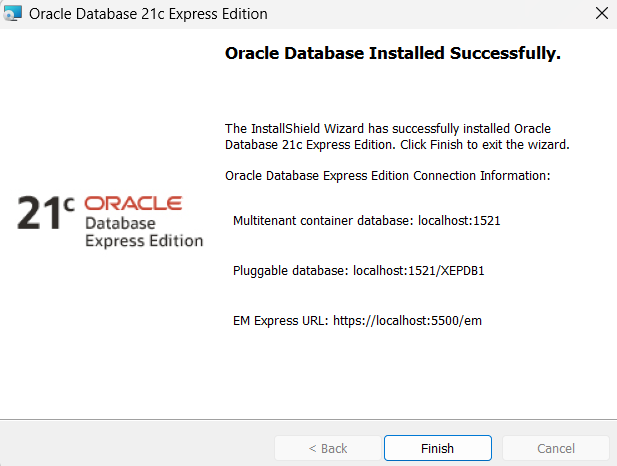 Oracle Database 21c Express Edition
Oracle Database Installed Successfully.
The InstallShield Wizard has successfully installed Oracle
Database 21c Express Edition. Click Finish to exit the wizard.
Oracle Database Express Edition Connection Information:
21c ORACLE
Database
Express Edition
Multitenant container database: localhost:1521
Pluggable database: localhost:1521/XEPDB1
EM Express URL: https://localhost:5500/em
< Back
Finish
Cancel